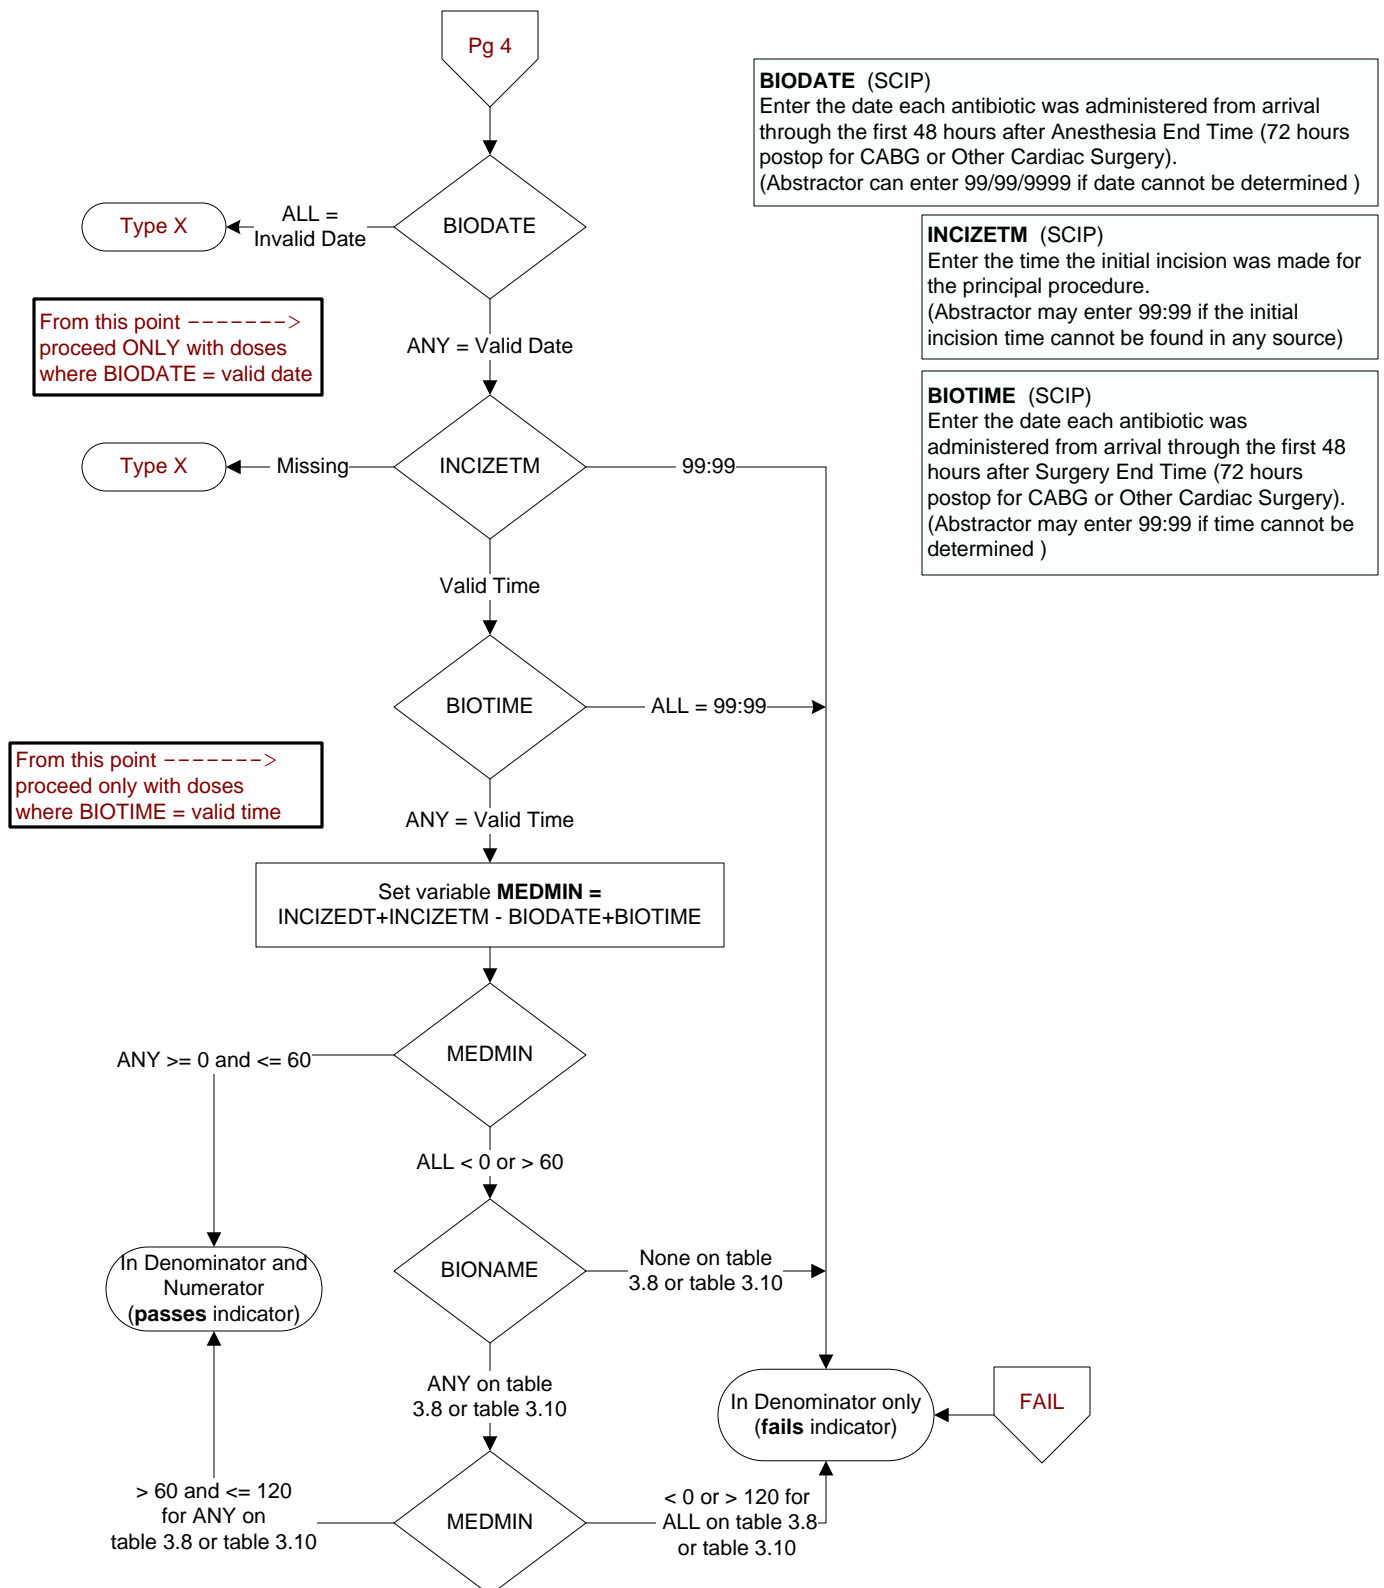 Pg 4
BIODATE (SCIP)
Enter the date each antibiotic was administered from arrival
through the first 48 hours after Anesthesia End Time (72 hours
postop for CABG or Other Cardiac Surgery).
(Abstractor can enter 99/99/9999 if date cannot be determined )
Type X
ALL =
Invalid Date
BIODATE
INCIZETM (SCIP)
Enter the time the initial incision was made for
the principal procedure.
(Abstractor may enter 99:99 if the initial
incision time cannot be found in any source)
From this point ------->
proceed ONLY with doses
where BIODATE = valid date
ANY = Valid Date
BIOTIME (SCIP)
Enter the date each antibiotic was
administered from arrival through the first 48
hours after Surgery End Time (72 hours
postop for CABG or Other Cardiac Surgery).
(Abstractor may enter 99:99 if time cannot be
determined )
Type X
Missing
INCIZETM
99:99
Valid Time
BIOTIME
ALL = 99:99
From this point ------->
proceed only with doses
where BIOTIME = valid time
ANY = Valid Time
Set variable MEDMIN =
INCIZEDT+INCIZETM - BIODATE+BIOTIME
ANY >= 0 and <= 60
MEDMIN
ALL < 0 or > 60
In Denominator and
Numerator
(passes indicator)
BIONAME
None on table
3.8 or table 3.10
ANY on table
3.8 or table 3.10
In Denominator only
(fails indicator)
FAIL
> 60 and <= 120
for ANY on
table 3.8 or table 3.10
MEDMIN
< 0 or > 120 for
ALL on table 3.8
or table 3.10